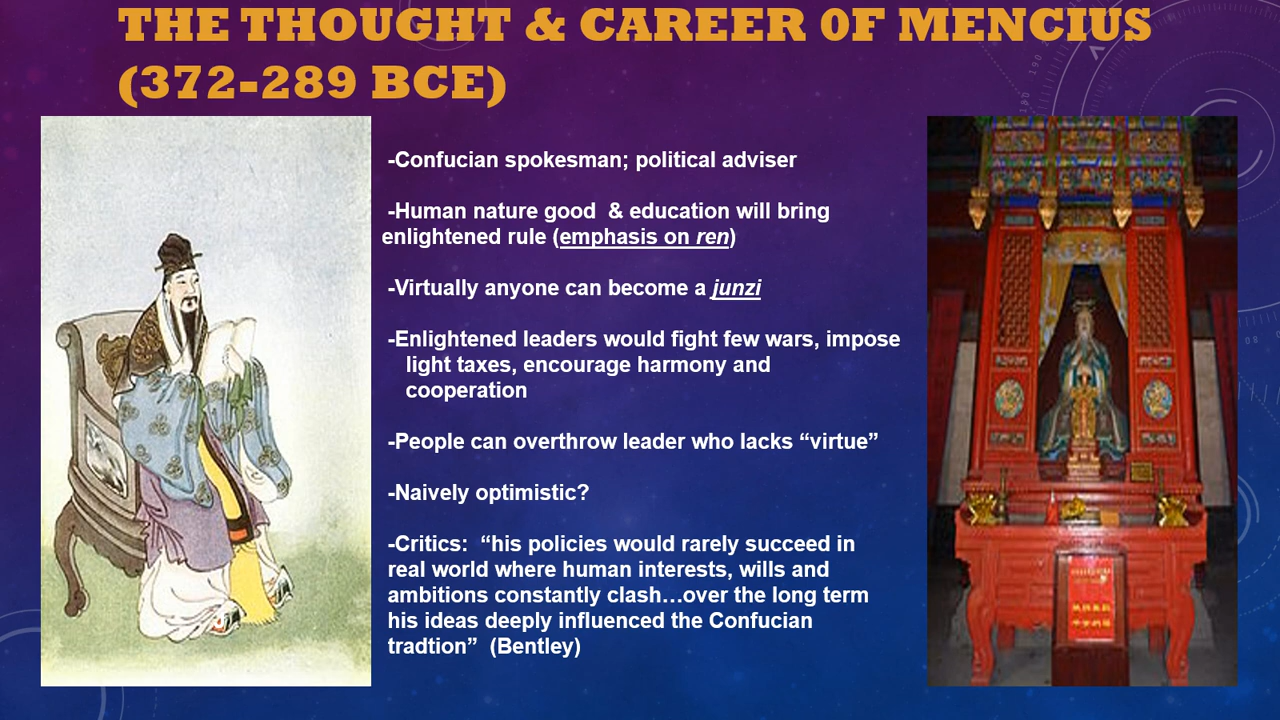 THE THOUGHT & CAREER 0F MENCIUS
(372-289 BCE)
-Confucian spokesman; political adviser
-Human nature good & education will bring
enlightened rule (emphasis on ren)
-Virtually anyone can become a junzi
-Enlightened leaders would fight few wars, impose
light taxes, encourage harmony and
cooperation
-People can overthrow leader who lacks “virtue”
-Naively optimistic?
-Critics: “his policies would rarely succeed in
real world where human interests, wills and
ambitions constantly clash…over the long term
his ideas deeply influenced the Confucian
tradtion” (Bentley)